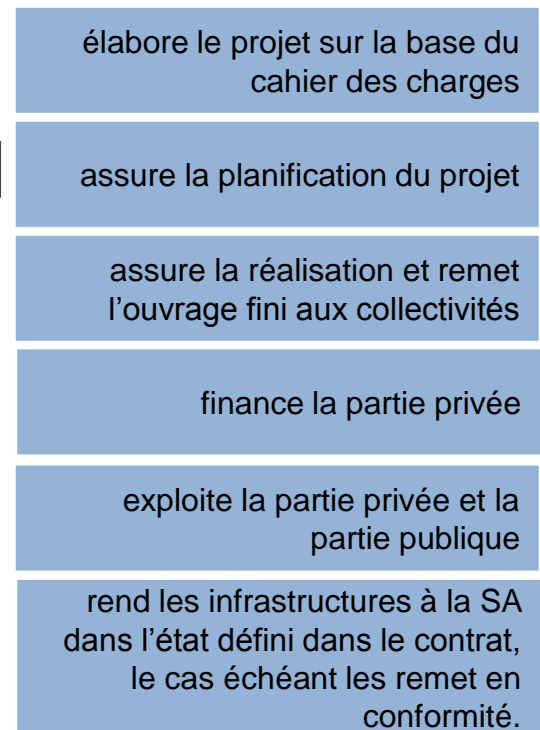 élabore le projet sur la base du
cahier des charges
assure la planification du projet
assure la réalisation et remet
l’ouvrage fini aux collectivités
finance la partie privée
exploite la partie privée et la
partie publique
rend les infrastructures à la SA
dans l’état défini dans le contrat,
le cas échéant les remet en
conformité.